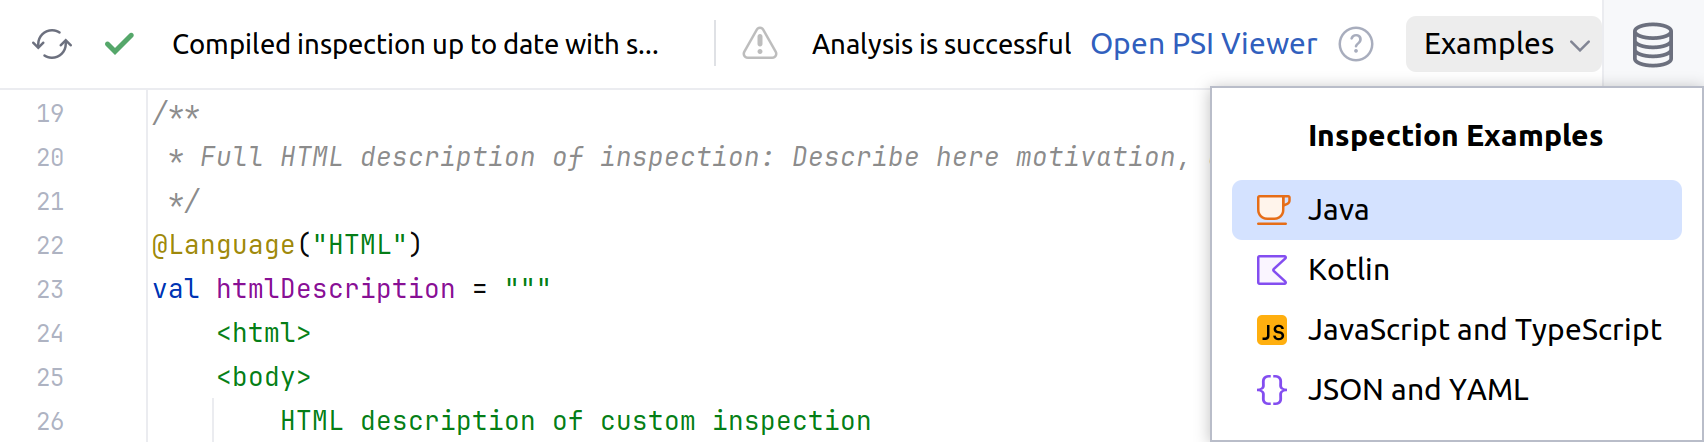 Compiled inspection up to date with s...
Analysis is successful Open PSI Viewer ? Examples
19 /**
20 * Full HTML description of inspection: Describe here motivation,
21 */
22 @Language("HTML")
23 val htmlDescription = """
24 <html>
25 <body>
26 HTML description of custom inspection
Inspection Examples
Java
Kotlin
JS JavaScript and TypeScript
{} JSON and YAML